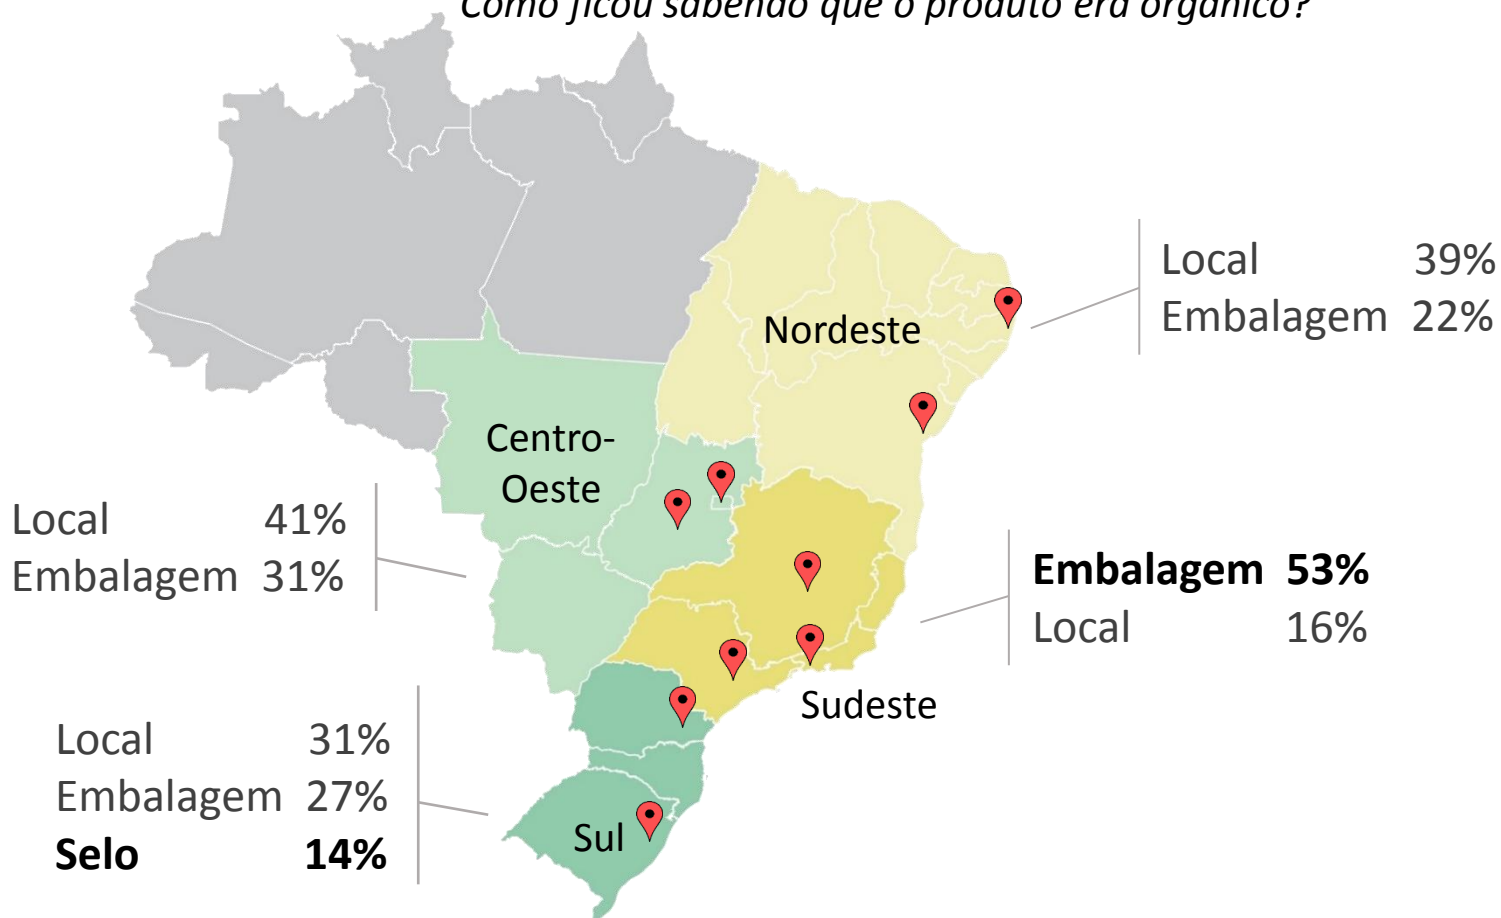 Como ficou sabendo que o produto era orgânico?
Local 39%
Embalagem 22%
Nordeste
Centro-
Oeste
Local 41%
Embalagem 31%
Embalagem 53%
Local 16%
Sudeste
Local 31%
Embalagem 27%
Selo 14%
Sul